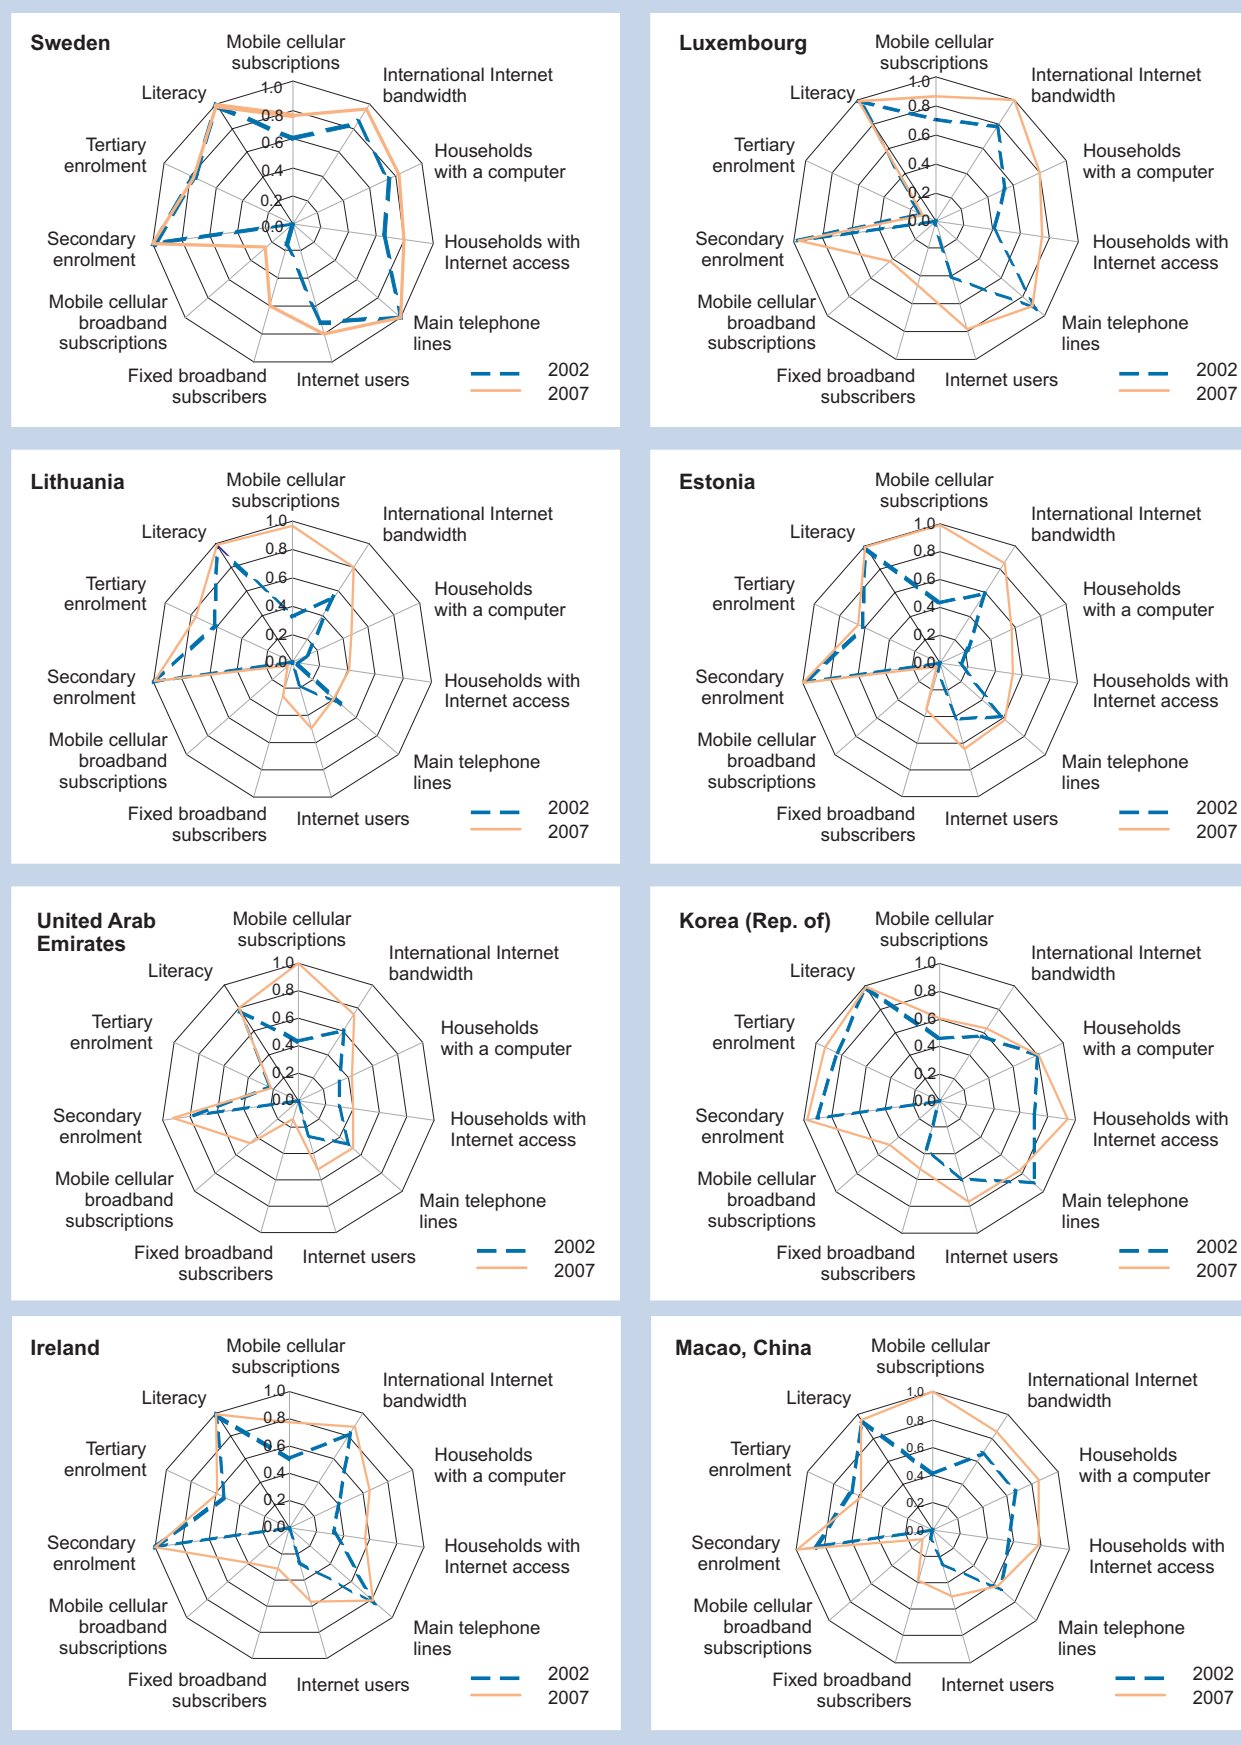 Sweden
Mobile cellular
subscriptions
International Internet
bandwidth
Households
with a computer
Households with
Internet access
Main telephone
lines
Internet users
Fixed broadband
subscribers
Mobile cellular
broadband
subscriptions
Secondary
enrolment
Tertiary
enrolment
Literacy
1.0
0.8
0.6
0.4
0.2
0.0
2002
2007
Luxembourg
Mobile cellular
subscriptions
International Internet
bandwidth
Households
with a computer
Households with
Internet access
Main telephone
lines
Internet users
Fixed broadband
subscribers
Mobile cellular
broadband
subscriptions
Secondary
enrolment
Tertiary
enrolment
Literacy
1.0
0.8
0.6
0.4
0.2
0.0
2002
2007
Lithuania
Mobile cellular
subscriptions
International Internet
bandwidth
Households
with a computer
Households with
Internet access
Main telephone
lines
Internet users
Fixed broadband
subscribers
Mobile cellular
broadband
subscriptions
Secondary
enrolment
Tertiary
enrolment
Literacy
1.0
0.8
0.6
0.4
0.2
0.0
2002
2007
Estonia
Mobile cellular
subscriptions
International Internet
bandwidth
Households
with a computer
Households with
Internet access
Main telephone
lines
Internet users
Fixed broadband
subscribers
Mobile cellular
broadband
subscriptions
Secondary
enrolment
Tertiary
enrolment
Literacy
1.0
0.8
0.6
0.4
0.2
0.0
2002
2007
United Arab
Emirates
Mobile cellular
subscriptions
International Internet
bandwidth
Households
with a computer
Households with
Internet access
Main telephone
lines
Internet users
Fixed broadband
subscribers
Mobile cellular
broadband
subscriptions
Secondary
enrolment
Tertiary
enrolment
Literacy
1.0
0.8
0.6
0.4
0.2
0.0
2002
2007
Korea (Rep. of)
Mobile cellular
subscriptions
International Internet
bandwidth
Households
with a computer
Households with
Internet access
Main telephone
lines
Internet users
Fixed broadband
subscribers
Mobile cellular
broadband
subscriptions
Secondary
enrolment
Tertiary
enrolment
Literacy
1.0
0.8
0.6
0.4
0.2
0.0
2002
2007
Ireland
Mobile cellular
subscriptions
International Internet
bandwidth
Households
with a computer
Households with
Internet access
Main telephone
lines
Internet users
Fixed broadband
subscribers
Mobile cellular
broadband
subscriptions
Secondary
enrolment
Tertiary
enrolment
Literacy
1.0
0.8
0.6
0.4
0.2
0.0
2002
2007
Macao, China
Mobile cellular
subscriptions
International Internet
bandwidth
Households
with a computer
Households with
Internet access
Main telephone
lines
Internet users
Fixed broadband
subscribers
Mobile cellular
broadband
subscriptions
Secondary
enrolment
Tertiary
enrolment
Literacy
1.0
0.8
0.6
0.4
0.2
0.0
2002
2007